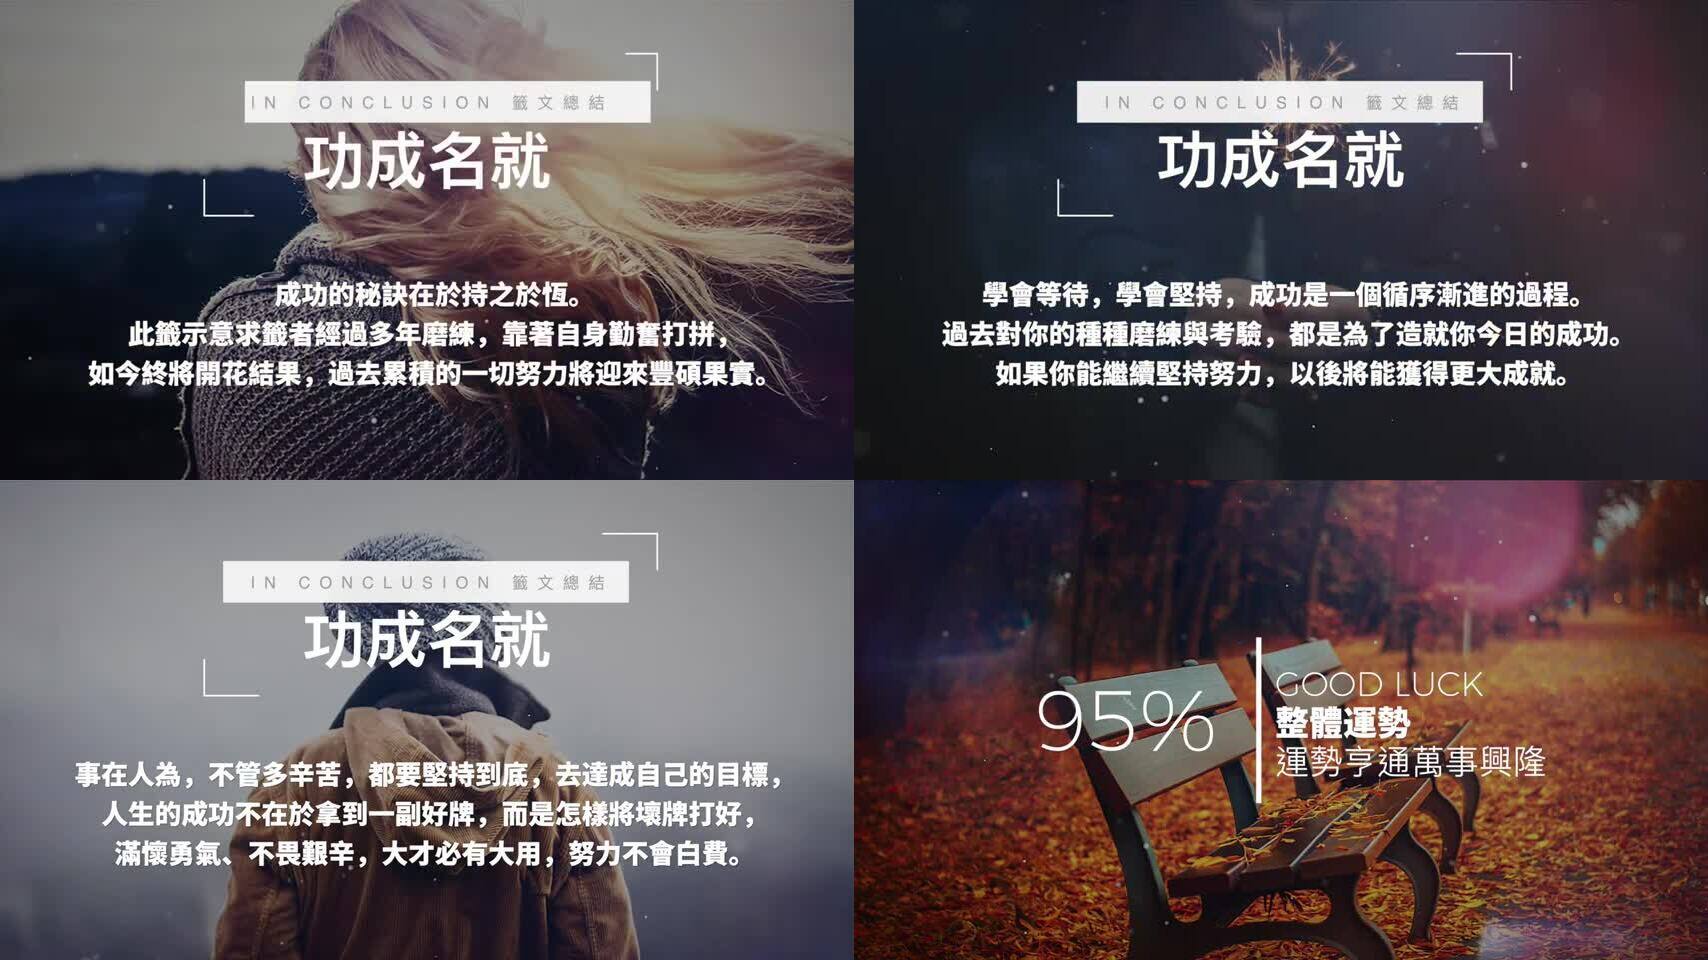 IN CONCLUSION 籤文總結
功成名就
成功的秘訣在於持之於恆。
此籤示意求籤者經過多年磨練，靠著自身勤奮打拼，
如今終將開花結果，過去累積的一切努力將迎來豐碩果實。
IN CONCLUSION 籤文總結
功成名就
學會等待，學會堅持，成功是一個循序漸進的過程。
過去對你的種種磨練與考驗，都是為了造就你今日的成功。
如果你能繼續堅持努力，以後將能獲得更大成就。
IN CONCLUSION 籤文總結
功成名就
事在人為，不管多辛苦，都要堅持到底，去達成自己的目標，
人生的成功不在於拿到一副好牌，而是怎樣將壞牌打好，
滿懷勇氣、不畏艱辛，大才必有大用，努力不會白費。
95%
GOOD LUCK
整體運勢
運勢亨通萬事興隆